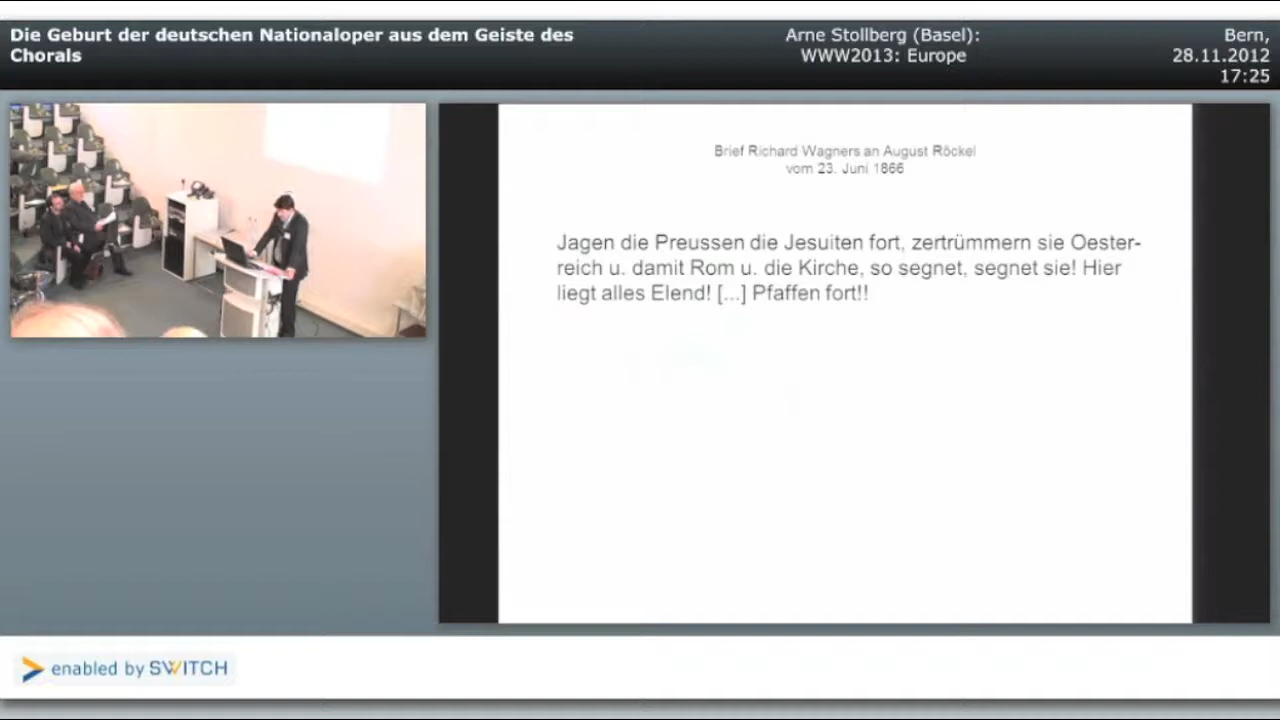 Die Geburt der deutschen Nationaloper aus dem Geiste des
Chorals
Arne Stollberg (Basel):
WWW2013: Europe
Bern,
28.11.2012
17:25
Brief Richard Wagners an August Röckel
vom 23. Juni 1866
Jagen die Preussen die Jesuiten fort, zertrümmern sie Oester-
reich u. damit Rom u. die Kirche, so segnet, segnet sie! Hier
liegt alles Elend! [...] Pfaffen fort!!
enabled by SWITCH